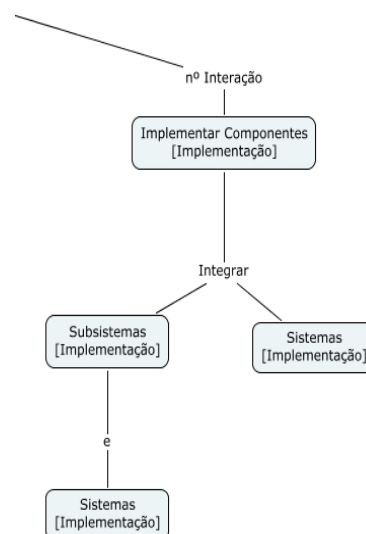 nº Interação
Implementar Componentes
[Implementação]
Integrar
Subsistemas
[Implementação]
Sistemas
[Implementação]
e
Sistemas
[Implementação]